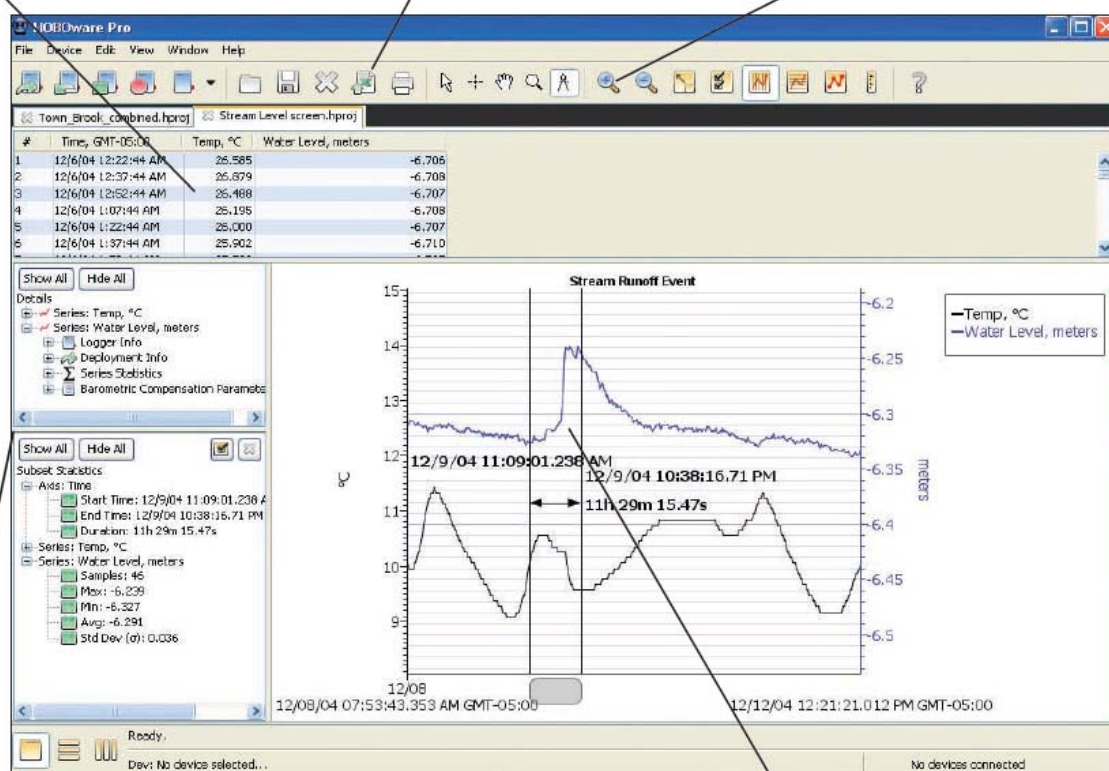 HOBOware Pro
File Device Edit View Window Help
Town_Brook_combined.hproj Stream Level screen.hproj
# Time, GMT-05:00 Temp, °C Water Level, meters
1 12/6/04 12:22:44 AM 26.585 -6.706
2 12/6/04 12:37:44 AM 26.879 -6.708
3 12/6/04 12:52:44 AM 26.488 -6.707
4 12/6/04 1:07:44 AM 26.195 -6.708
5 12/6/04 1:22:44 AM 26.000 -6.707
6 12/6/04 1:37:44 AM 25.902 -6.710
Show All Hide All
Details
Series: Temp, °C
Series: Water Level, meters
Logger Info
Deployment Info
Series Statistics
Barometric Compensation Paramete
Show All Hide All
Subset Statistics
Axis: Time
Start Time: 12/9/04 11:09:01.238 A
End Time: 12/9/04 10:38:16.71 PM
Duration: 11h 29m 15.47s
Series: Temp, °C
Series: Water Level, meters
Samples: 46
Max: -6.239
Min: -6.327
Avg: -6.291
Std Dev (σ): 0.036
Stream Runoff Event
15
14
13
12
11
10
9
°C
-6.2
-6.25
-6.3
-6.35
-6.4
-6.45
-6.5
meters
Temp, °C
Water Level, meters
12/9/04 11:09:01.238 AM
12/9/04 10:38:16.71 PM
11h 29m 15.47s
12/08
12/08/04 07:53:43.353 AM GMT-05:00
12/12/04 12:21:21.012 PM GMT-05:00
Ready.
Dev: No device selected...
No devices connected